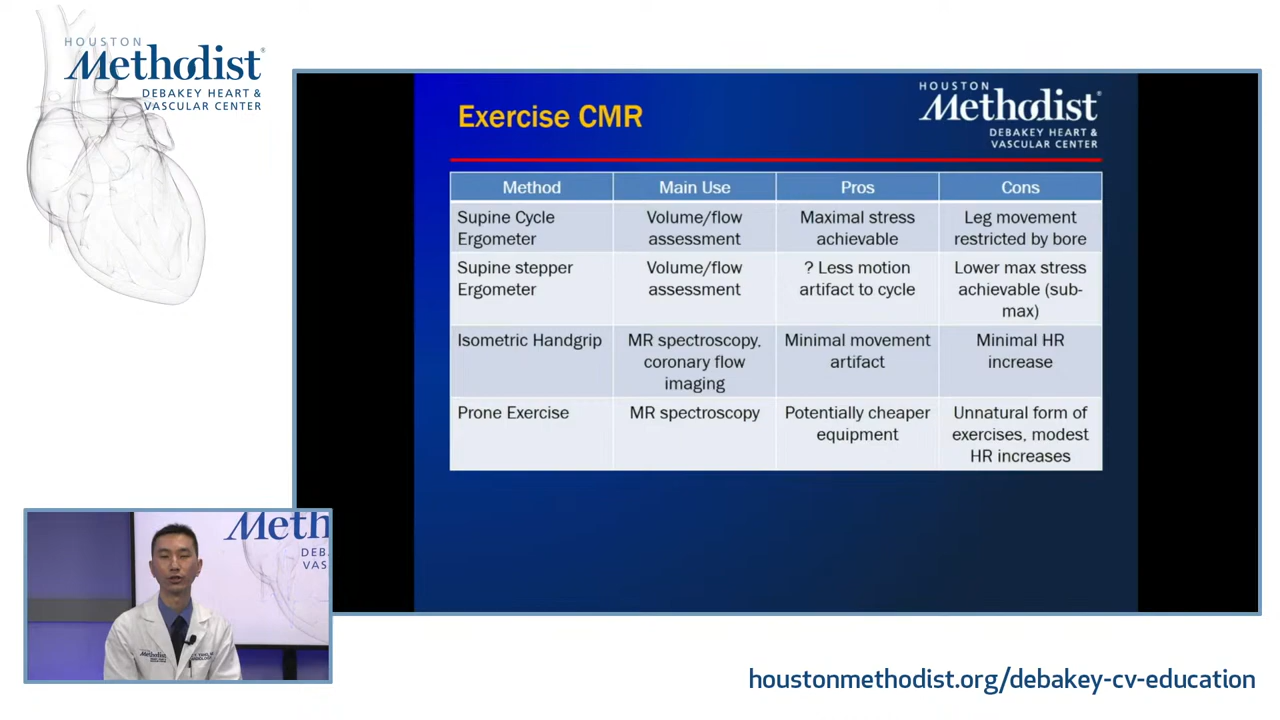 HOUSTON
Methodist®
DEBAKEY HEART &
VASCULAR CENTER
Exercise CMR
HOUSTON
Methodist®
DEBAKEY HEART &
VASCULAR CENTER
Method Main Use Pros Cons
Supine Cycle Ergometer
Volume/flow assessment
Maximal stress achievable
Leg movement restricted by bore
Supine stepper Ergometer
Volume/flow assessment
? Less motion artifact to cycle
Lower max stress achievable (sub-max)
Isometric Handgrip
MR spectroscopy, coronary flow imaging
Minimal movement artifact
Minimal HR increase
Prone Exercise
MR spectroscopy
Potentially cheaper equipment
Unnatural form of exercises, modest HR increases
Meth
DEB
VAS
Methodist
houstonmethodist.org/debakey-cv-education